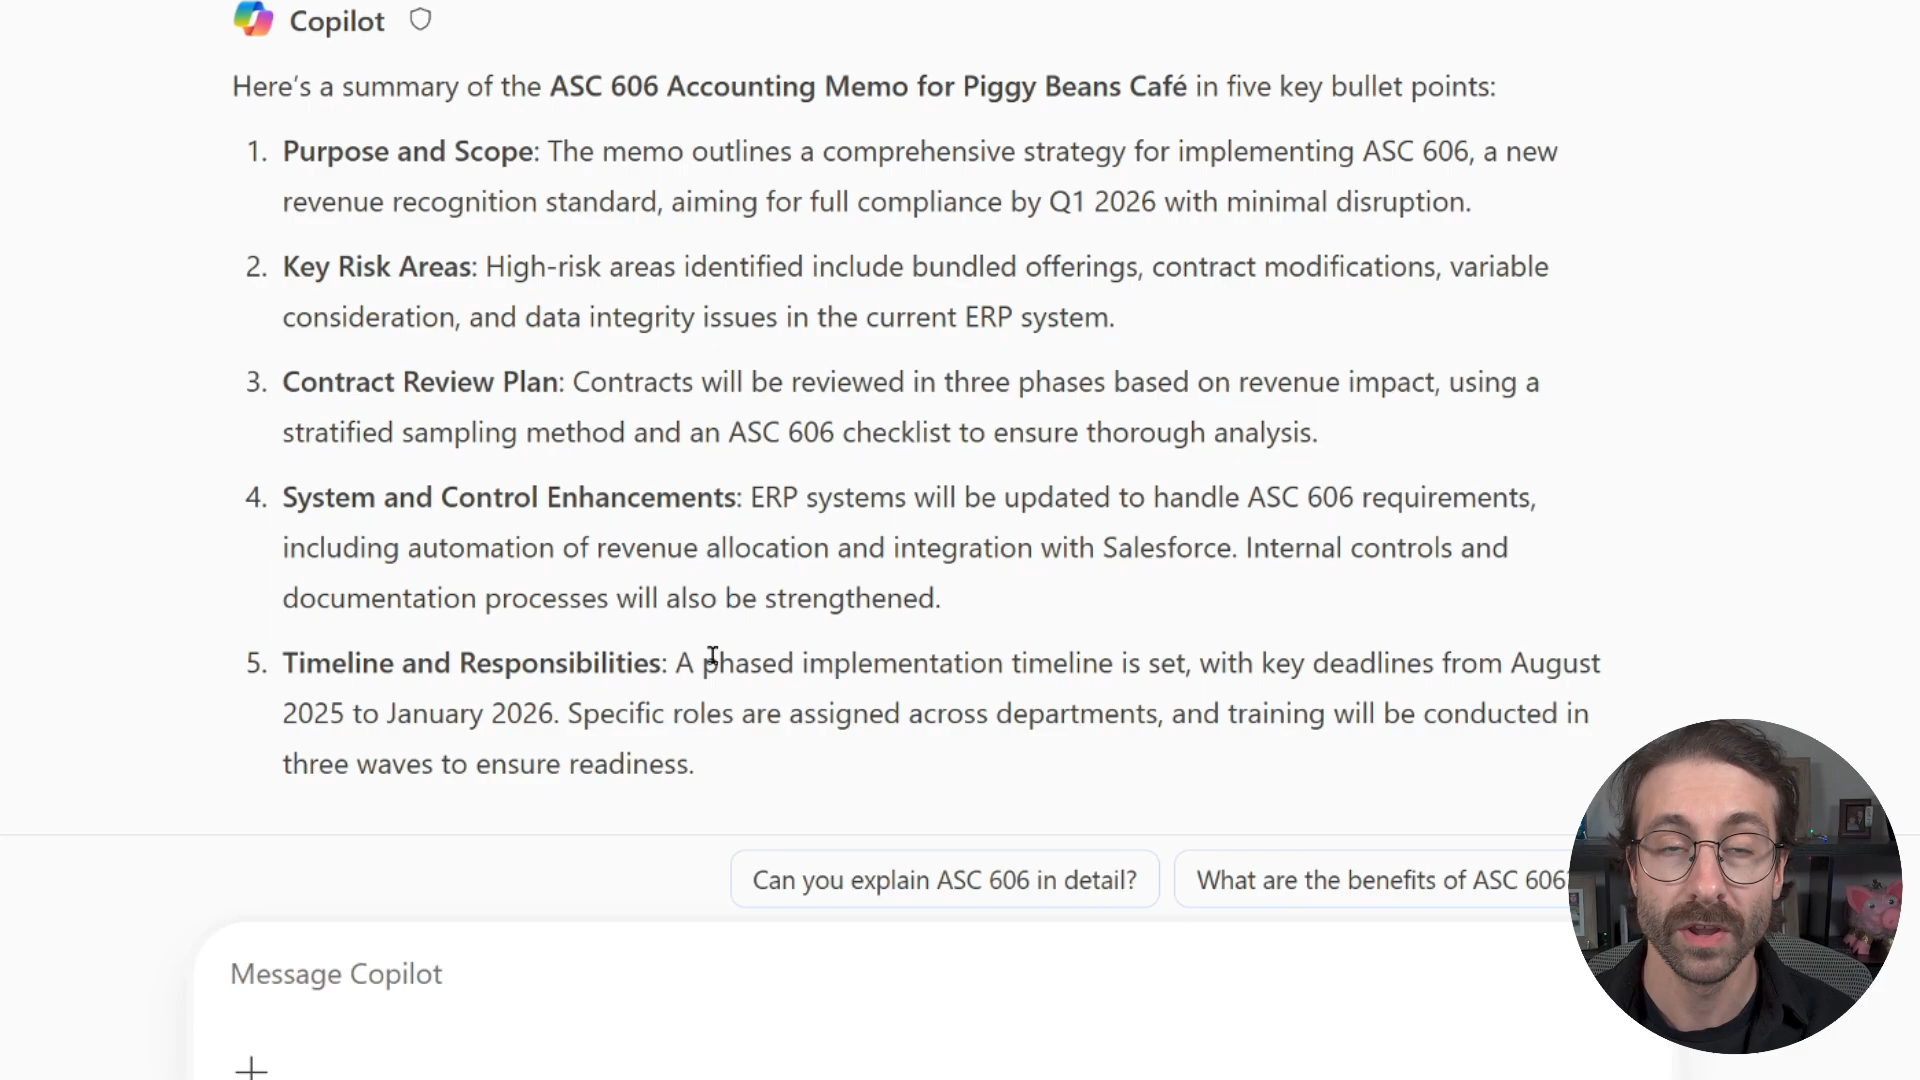 Copilot
Here's a summary of the ASC 606 Accounting Memo for Piggy Beans Café in five key bullet points:
1. Purpose and Scope: The memo outlines a comprehensive strategy for implementing ASC 606, a new
revenue recognition standard, aiming for full compliance by Q1 2026 with minimal disruption.
2. Key Risk Areas: High-risk areas identified include bundled offerings, contract modifications, variable
consideration, and data integrity issues in the current ERP system.
3. Contract Review Plan: Contracts will be reviewed in three phases based on revenue impact, using a
stratified sampling method and an ASC 606 checklist to ensure thorough analysis.
4. System and Control Enhancements: ERP systems will be updated to handle ASC 606 requirements,
including automation of revenue allocation and integration with Salesforce. Internal controls and
documentation processes will also be strengthened.
5. Timeline and Responsibilities: A phased implementation timeline is set, with key deadlines from August
2025 to January 2026. Specific roles are assigned across departments, and training will be conducted in
three waves to ensure readiness.
Can you explain ASC 606 in detail?
What are the benefits of ASC 606
Message Copilot